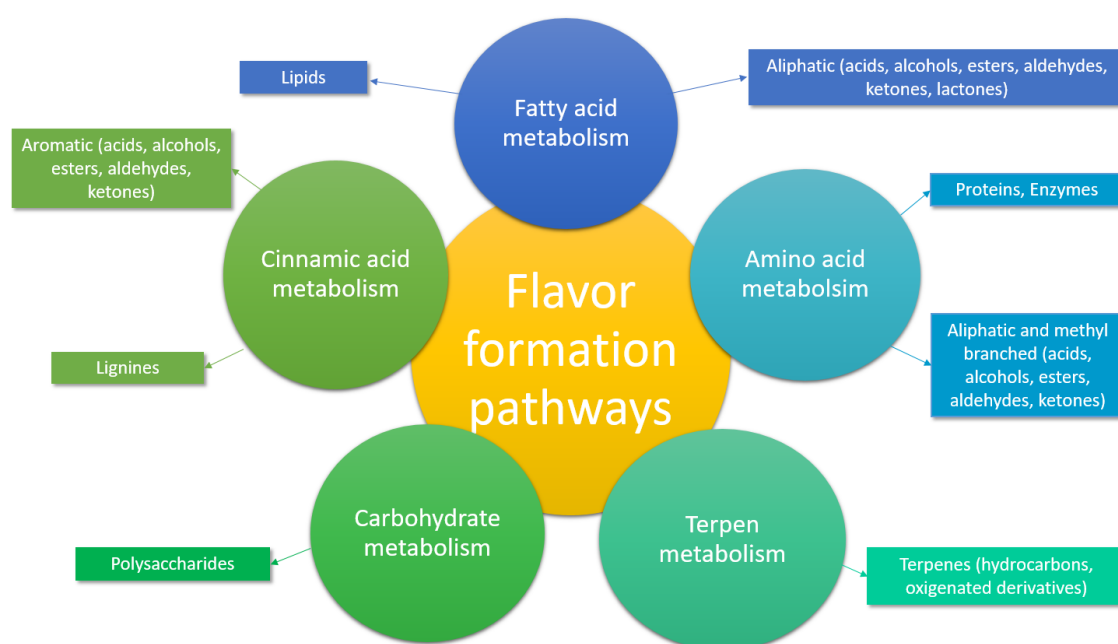 Lipids
Fatty acid
metabolism
Aliphatic (acids, alcohols, esters, aldehydes,
ketones, lactones)
Aromatic (acids, alcohols,
esters, aldehydes,
ketones)
Cinnamic acid
metabolism
Lignines
Flavor
formation
pathways
Amino acid
metabolsim
Proteins, Enzymes
Aliphatic and methyl
branched (acids,
alcohols, esters,
aldehydes, ketones)
Carbohydrate
metabolism
Polysaccharides
Terpen
metabolism
Terpenes (hydrocarbons,
oxigenated derivatives)